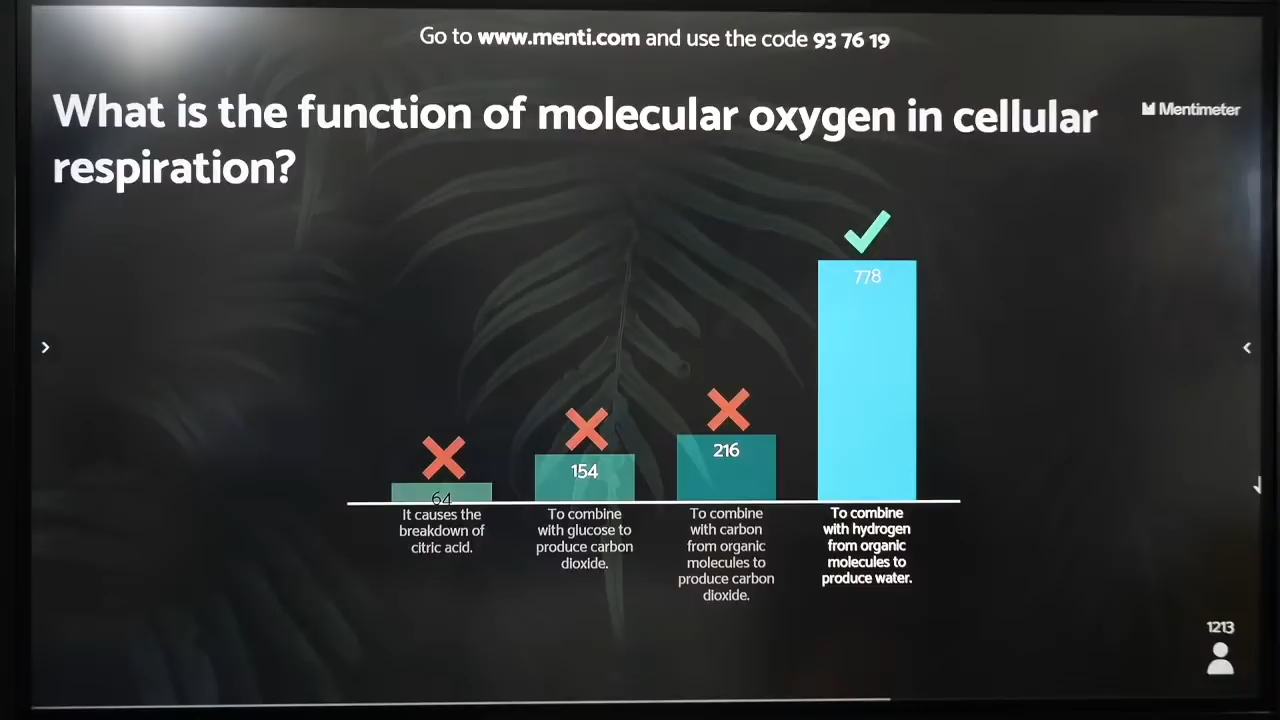 Go to www.menti.com and use the code 93 76 19
What is the function of molecular oxygen in cellular
respiration?
Mentimeter
778
216
154
64
It causes the
breakdown of
citric acid.
To combine
with glucose to
produce carbon
dioxide.
To combine
with carbon
from organic
molecules to
produce carbon
dioxide.
To combine
with hydrogen
from organic
molecules to
produce water.
1213